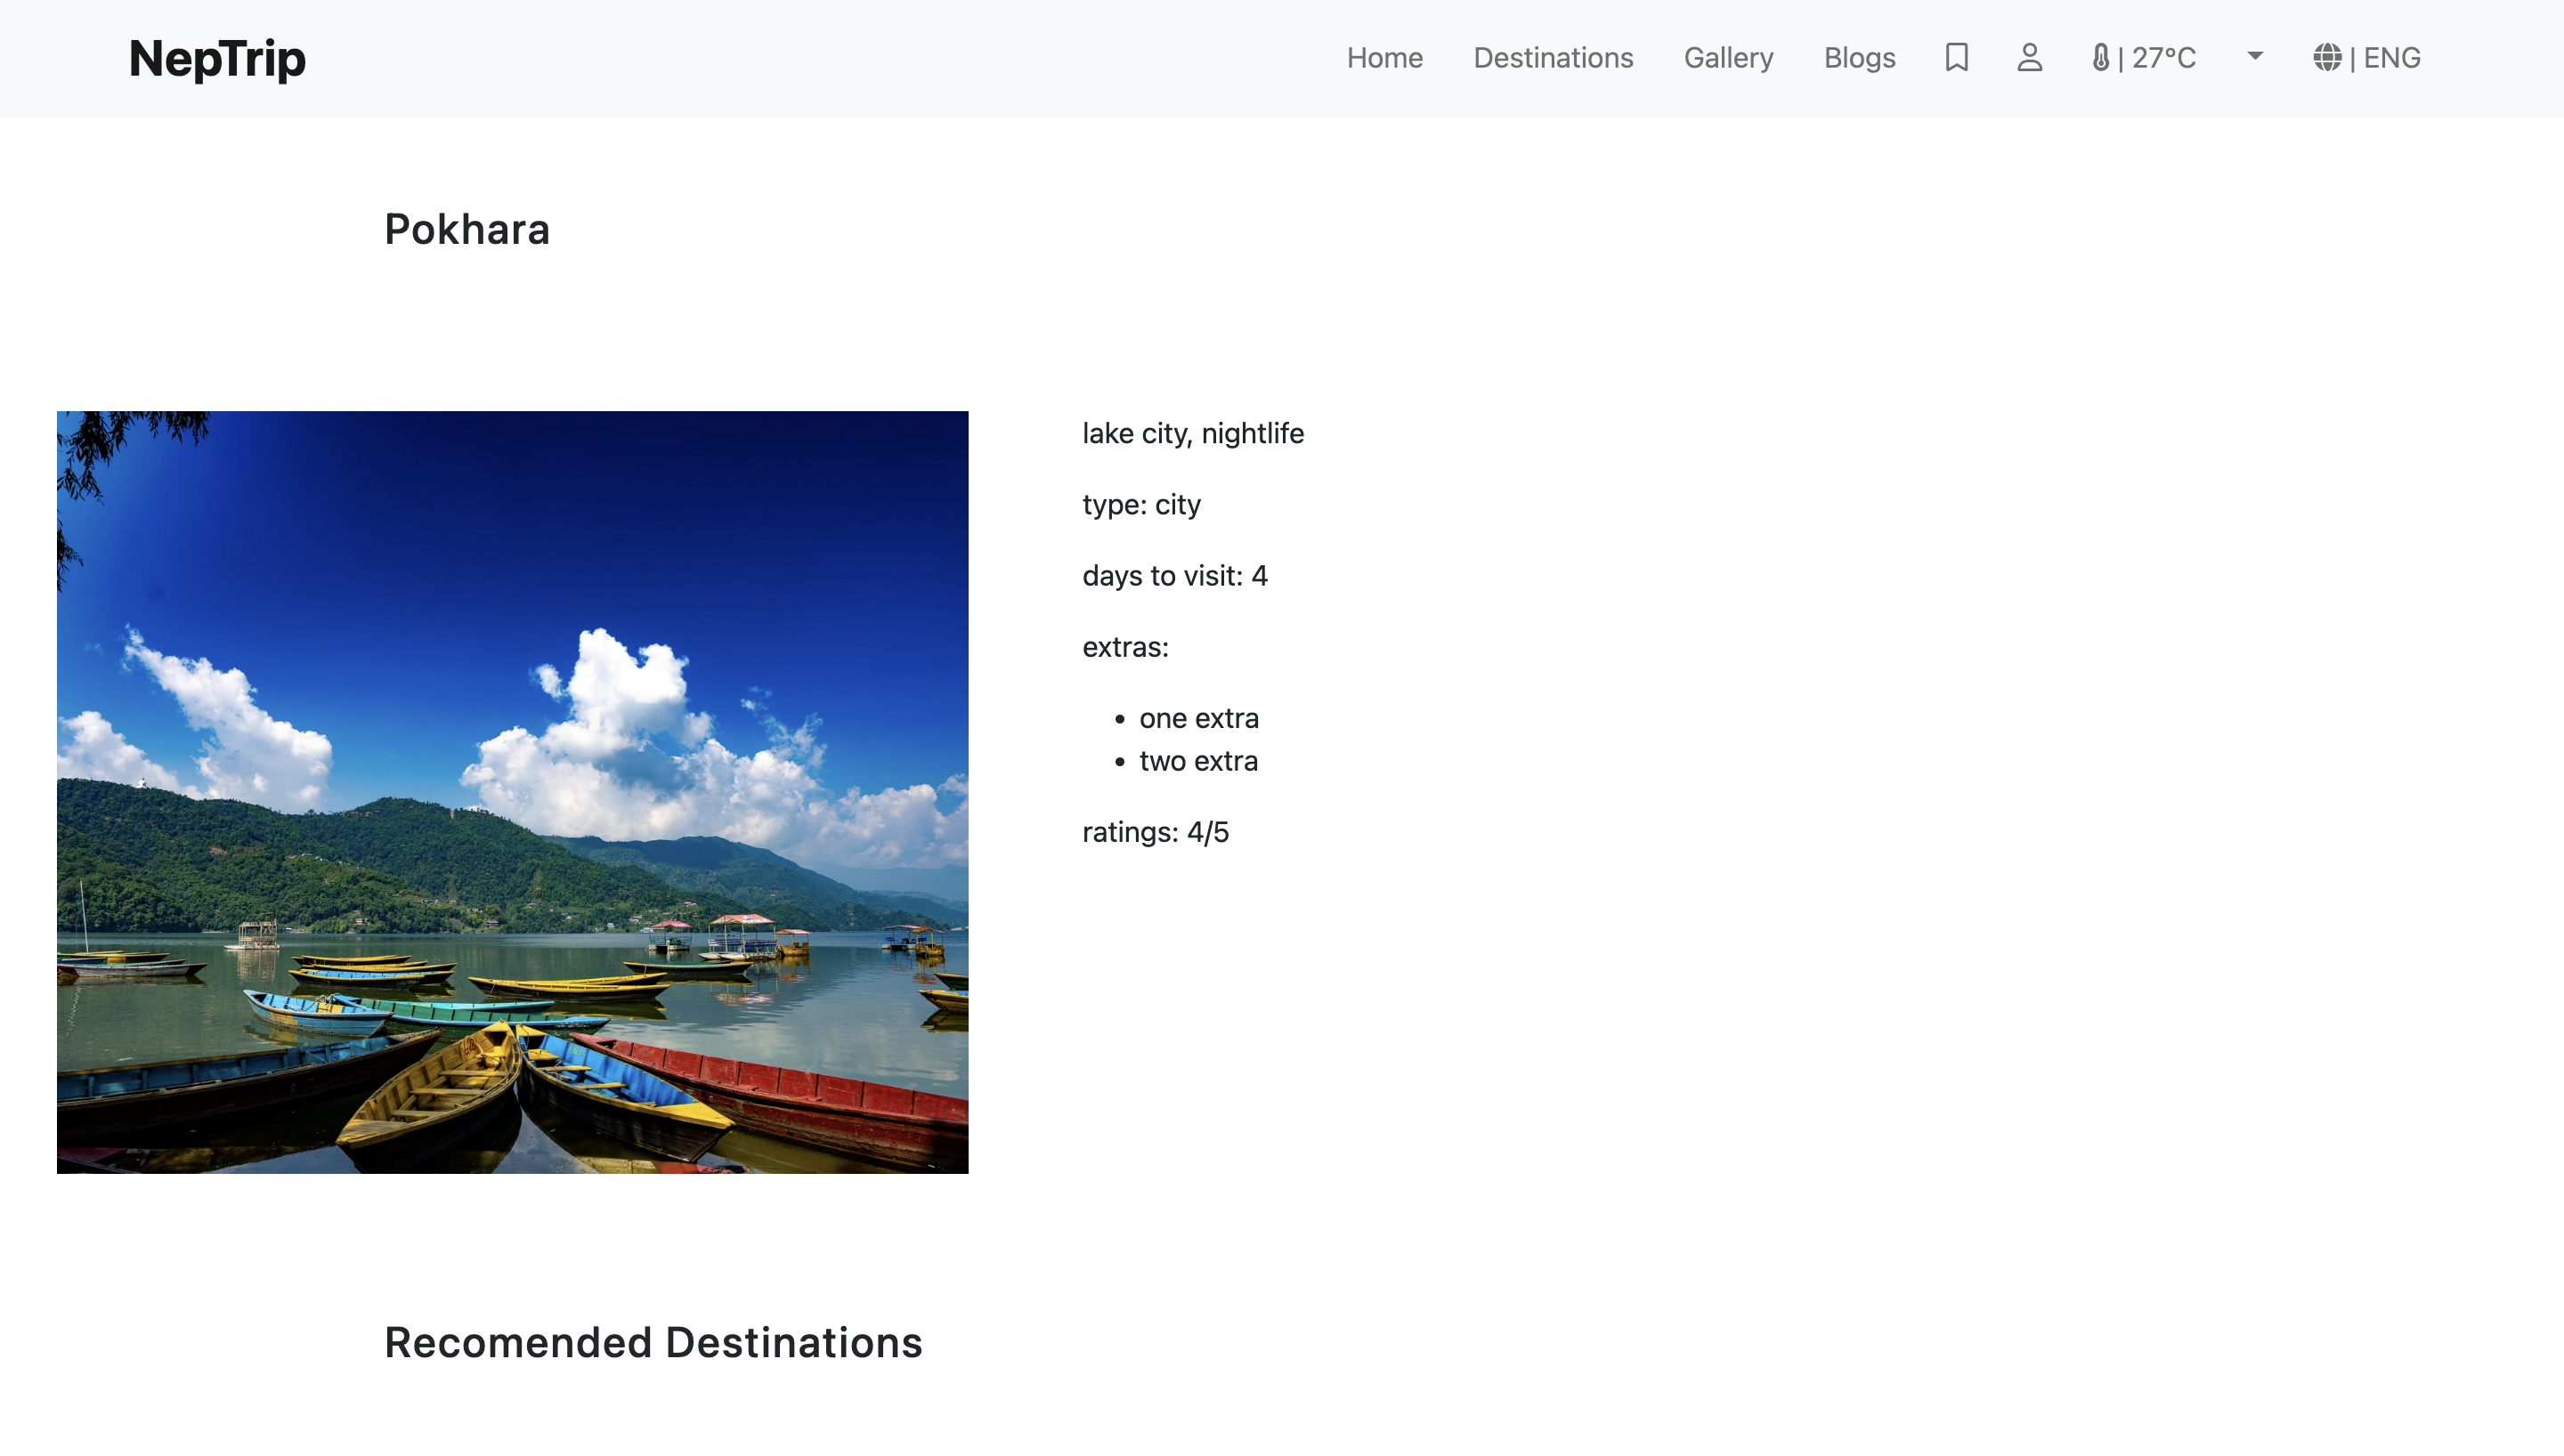 NepTrip
Home Destinations Gallery Blogs | 27°C | ENG
Pokhara
lake city, nightlife
type: city
days to visit: 4
extras:
• one extra
• two extra
ratings: 4/5
Recomended Destinations